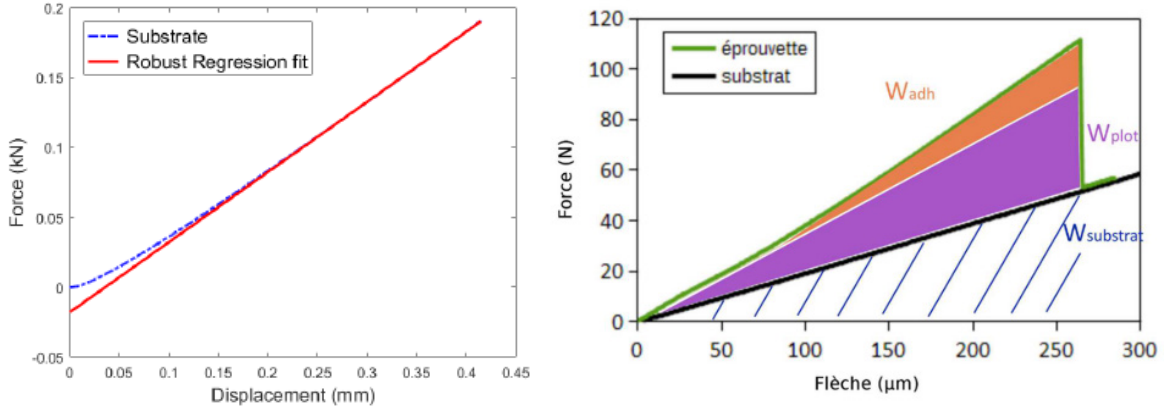 0.2
0.15
0.1
0.05
0
-0.05
Force (kN)
Substrate
Robust Regression fit
0 0.05 0.1 0.15 0.2 0.25 0.3 0.35 0.4 0.45
Displacement (mm)
120
100
80
60
40
20
0
Force (N)
éprouvette
substrat
Wadh
Wplot
Wsubstrat
0 50 100 150 200 250 300
Flèche (µm)